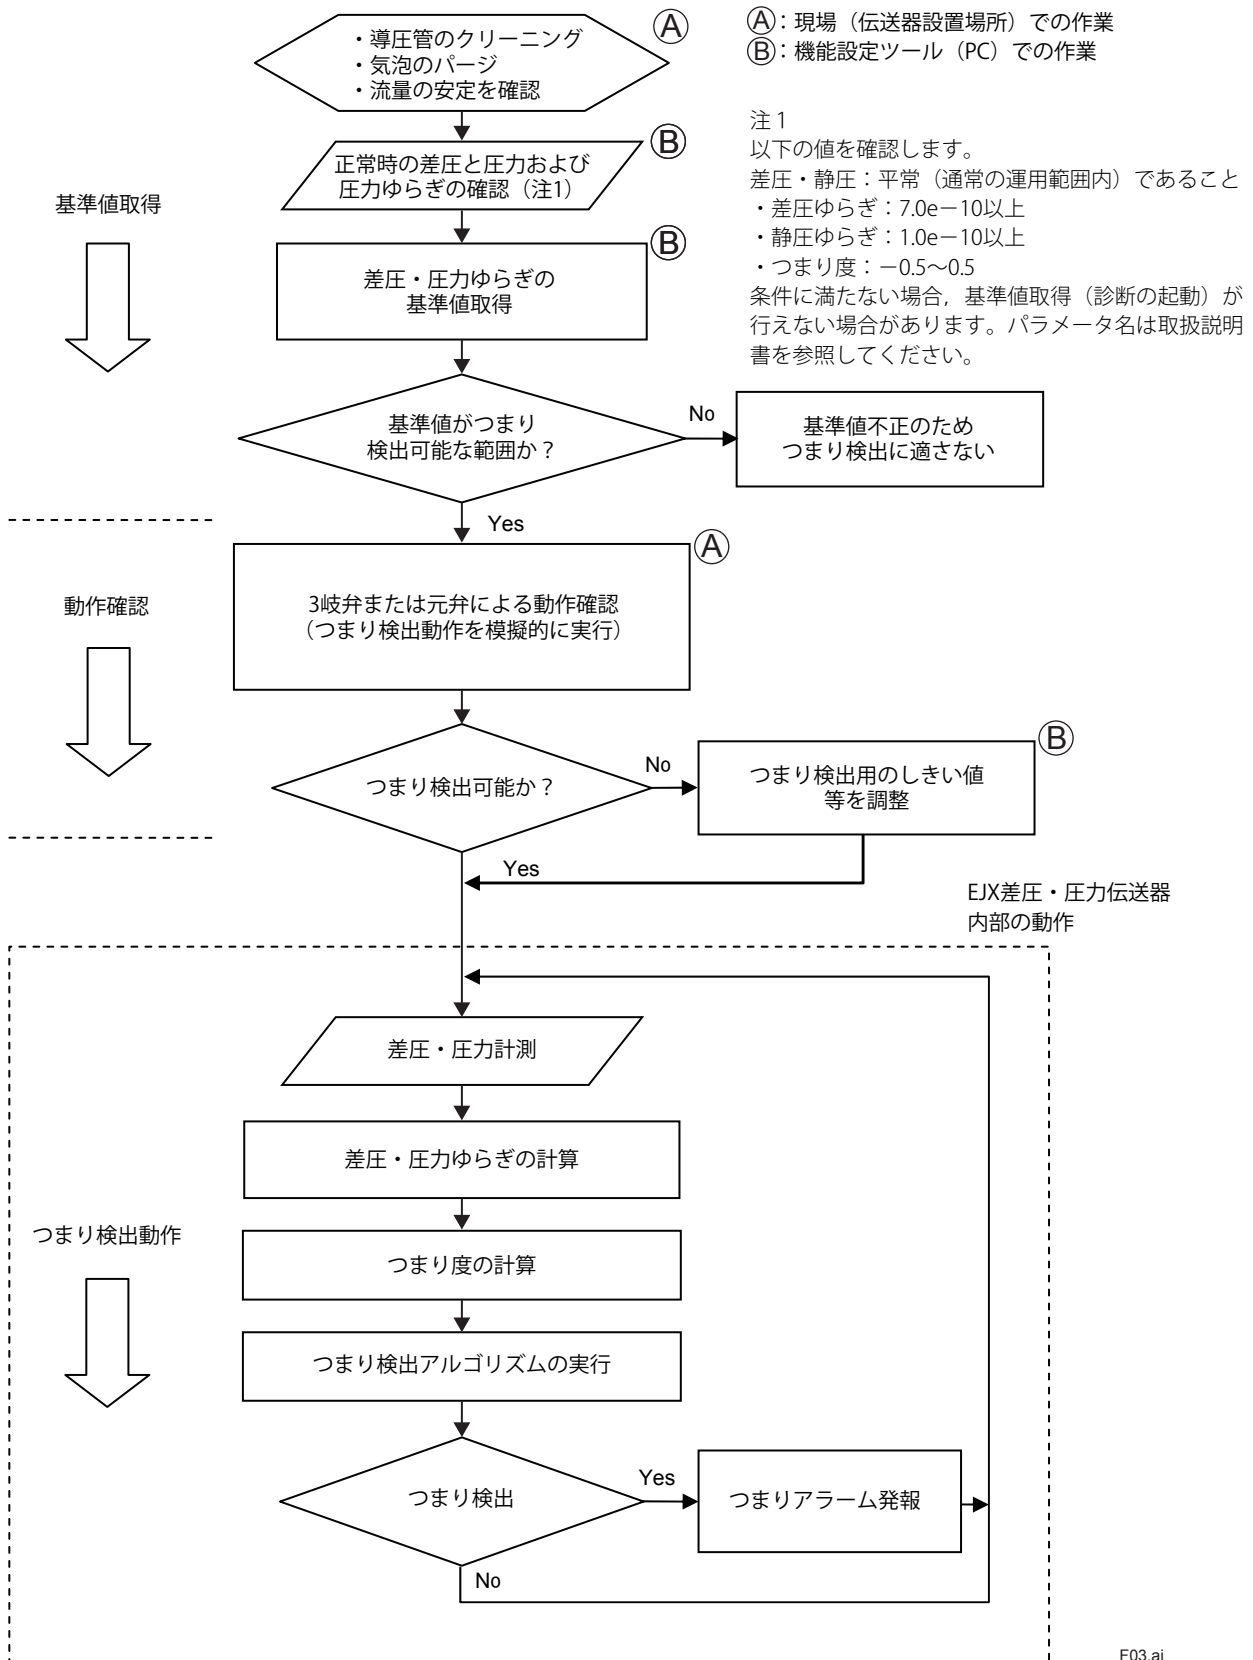 ・導圧管のクリーニング
・気泡のパージ
・流量の安定を確認
Ⓐ
Ⓐ：現場（伝送器設置場所）での作業
Ⓑ：機能設定ツール（PC）での作業
注 1
以下の値を確認します。
差圧・静圧：平常（通常の運用範囲内）であること
・差圧ゆらぎ：7.0e－10以上
・静圧ゆらぎ：1.0e－10以上
・つまり度：－0.5～0.5
条件に満たない場合，基準値取得（診断の起動）が
行えない場合があります。パラメータ名は取扱説明
書を参照してください。
基準値取得
正常時の差圧と圧力および
圧力ゆらぎの確認（注1）
Ⓑ
差圧・圧力ゆらぎの
基準値取得
Ⓑ
基準値がつまり
検出可能な範囲か？
No
基準値不正のため
つまり検出に適さない
Yes
動作確認
3岐弁または元弁による動作確認
（つまり検出動作を模擬的に実行）
Ⓐ
つまり検出可能か？
No
つまり検出用のしきい値
等を調整
Ⓑ
Yes
EJX差圧・圧力伝送器
内部の動作
差圧・圧力計測
差圧・圧力ゆらぎの計算
つまり検出動作
つまり度の計算
つまり検出アルゴリズムの実行
つまり検出
Yes
つまりアラーム発報
No
F03.ai